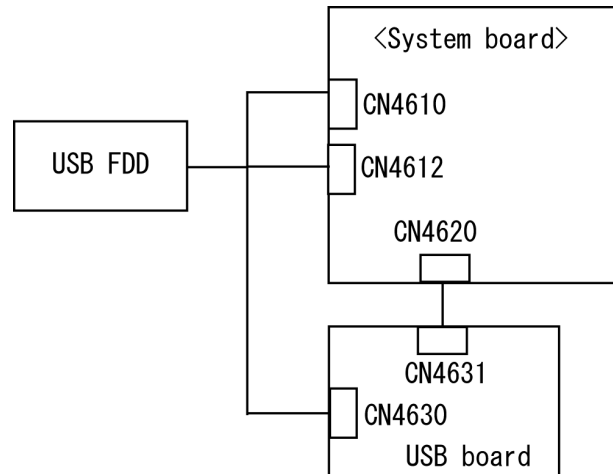 <System board>
CN4610
USB FDD
CN4612
CN4620
CN4631
CN4630
USB board